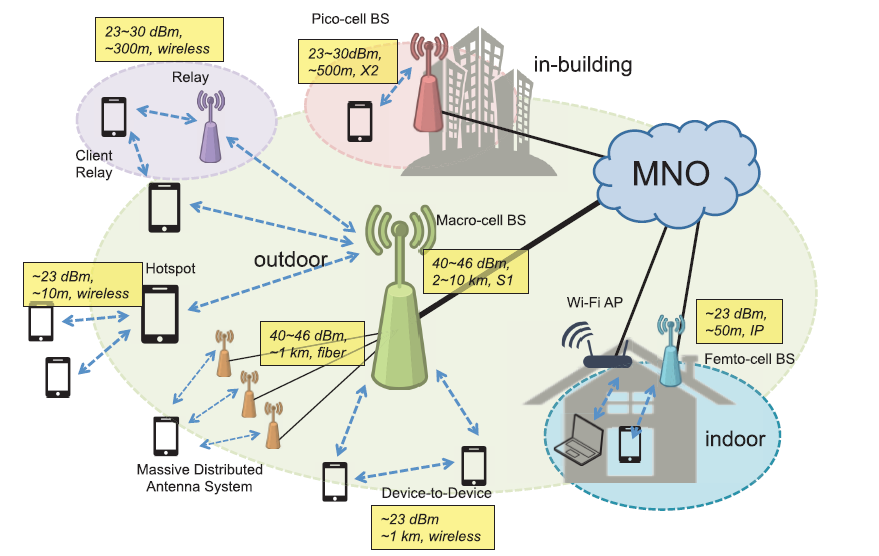 Pico-cell BS
23~30 dBm,
~300m, wireless
23~30dBm,
~500m, X2
in-building
Relay
Client
Relay
MNO
Macro-cell BS
outdoor
40~46 dBm,
2~10 km, S1
Hotspot
~23 dBm,
~10m, wireless
Wi-Fi AP
~23 dBm,
~50m, IP
Femto-cell BS
40~46 dBm,
~1 km, fiber
indoor
Massive Distributed
Antenna System
Device-to-Device
~23 dBm
~1 km, wireless